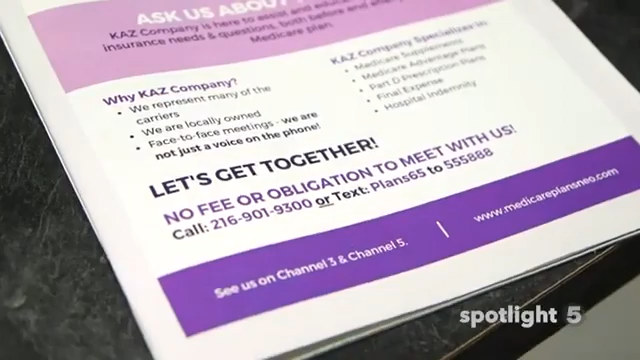 ASK US ABOUT
KAZ Company is here to assist and
insurance needs & questions, both before and after
Medicare plan.
Why KAZ Company?
• We represent many of the
carriers
• We are locally owned
• Face-to-face meetings - we are
not just a voice on the phone!
KAZ Company Specializes in
• Medicare Supplements
• Medicare Advantage Plans
• Part D Prescription Plans
• Final Expense
• Hospital Indemnity
LET'S GET TOGETHER!
NO FEE OR OBLIGATION TO MEET WITH US!
Call: 216-901-9300 or Text: Plans65 to 555888
See us on Channel 3 & Channel 5.
www.medicareplansneo.com
spotlight 5